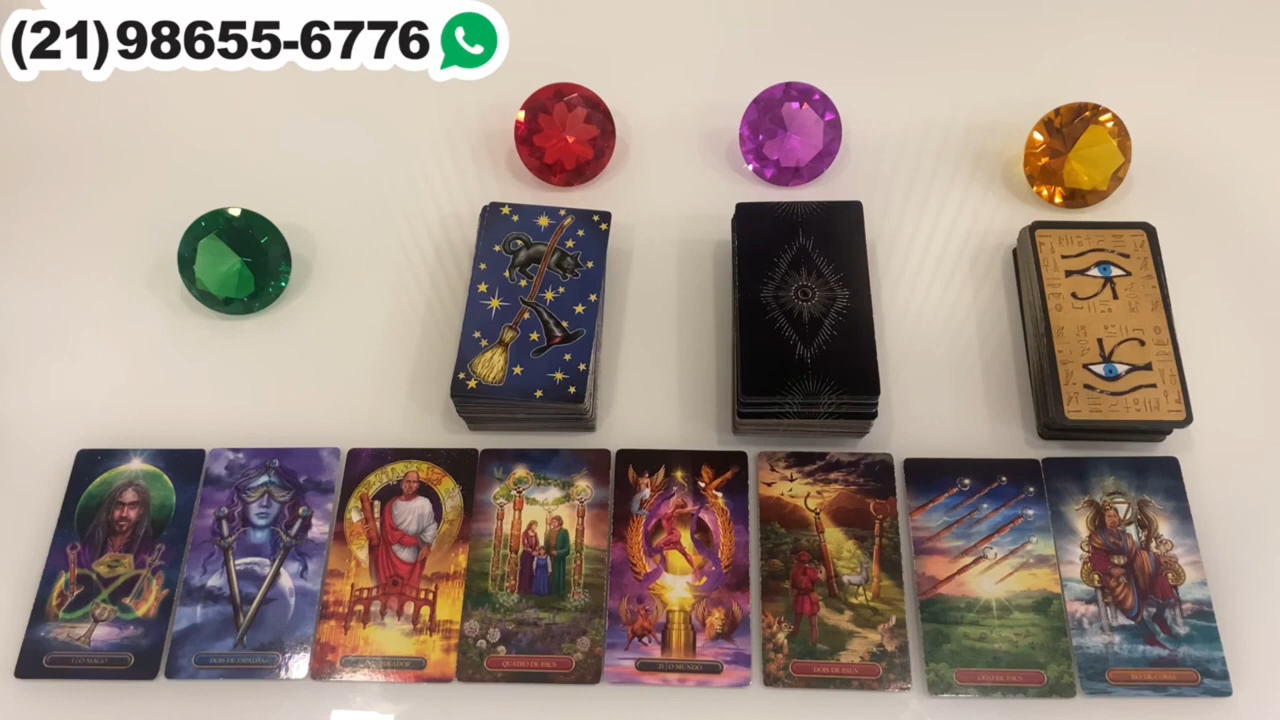 (21)98655-6776
1 | O MAGO
DOIS DE ESPADAS
QUATRO DE PAUS
21 | O MUNDO
DOIS DE PAUS
OITO DE PAUS
REI DE COPAS